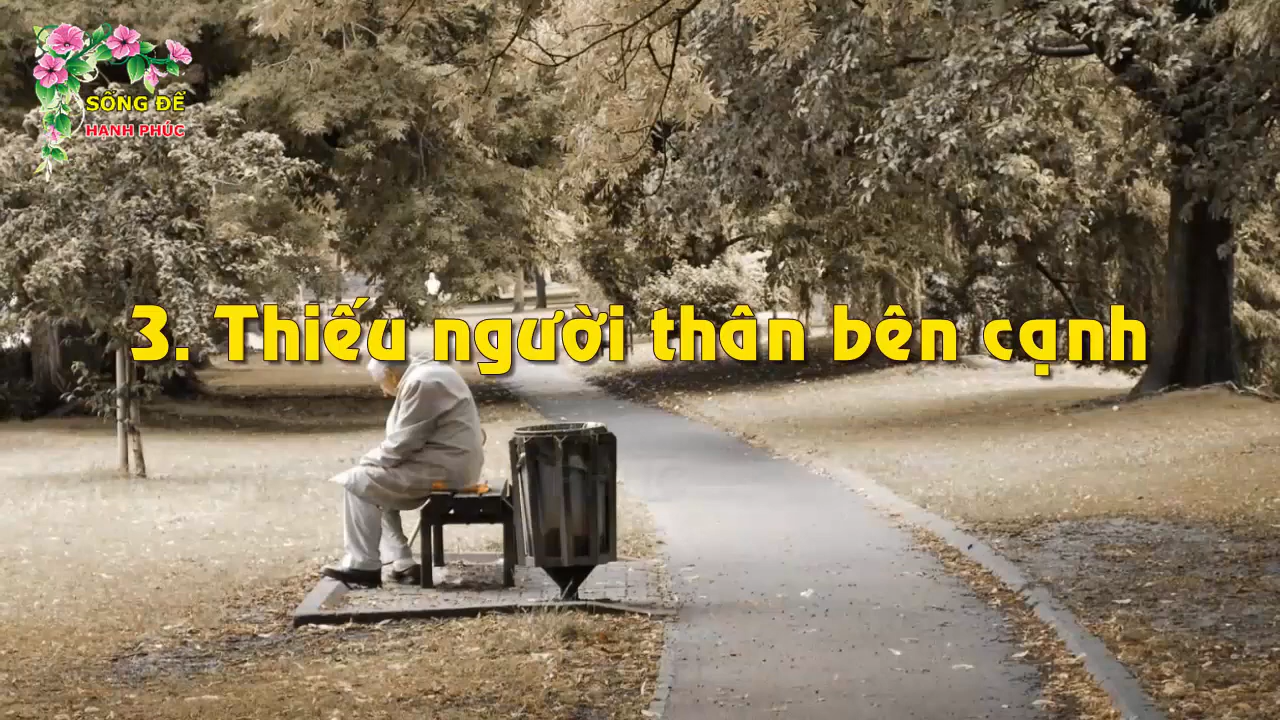 SỐNG ĐỂ
HẠNH PHÚC
3. Thiếu người thân bên cạnh